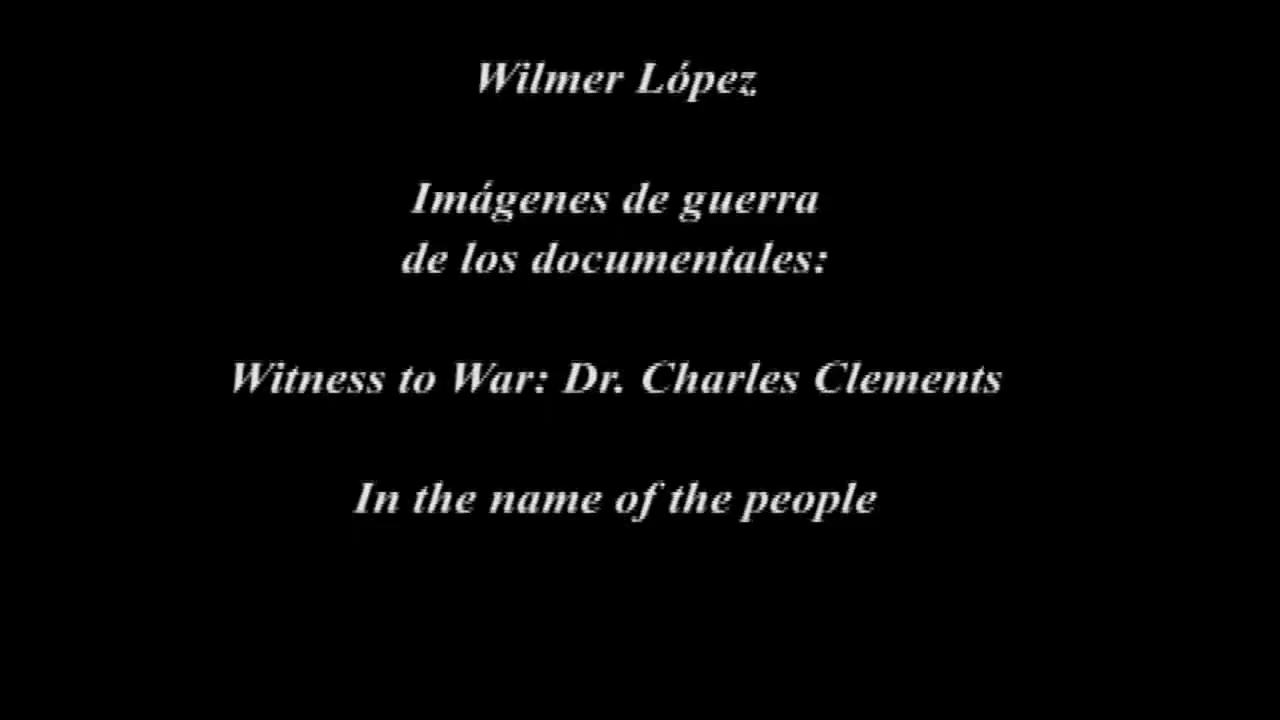 Wilmer López
Imágenes de guerra
de los documentales:
Witness to War: Dr. Charles Clements
In the name of the people